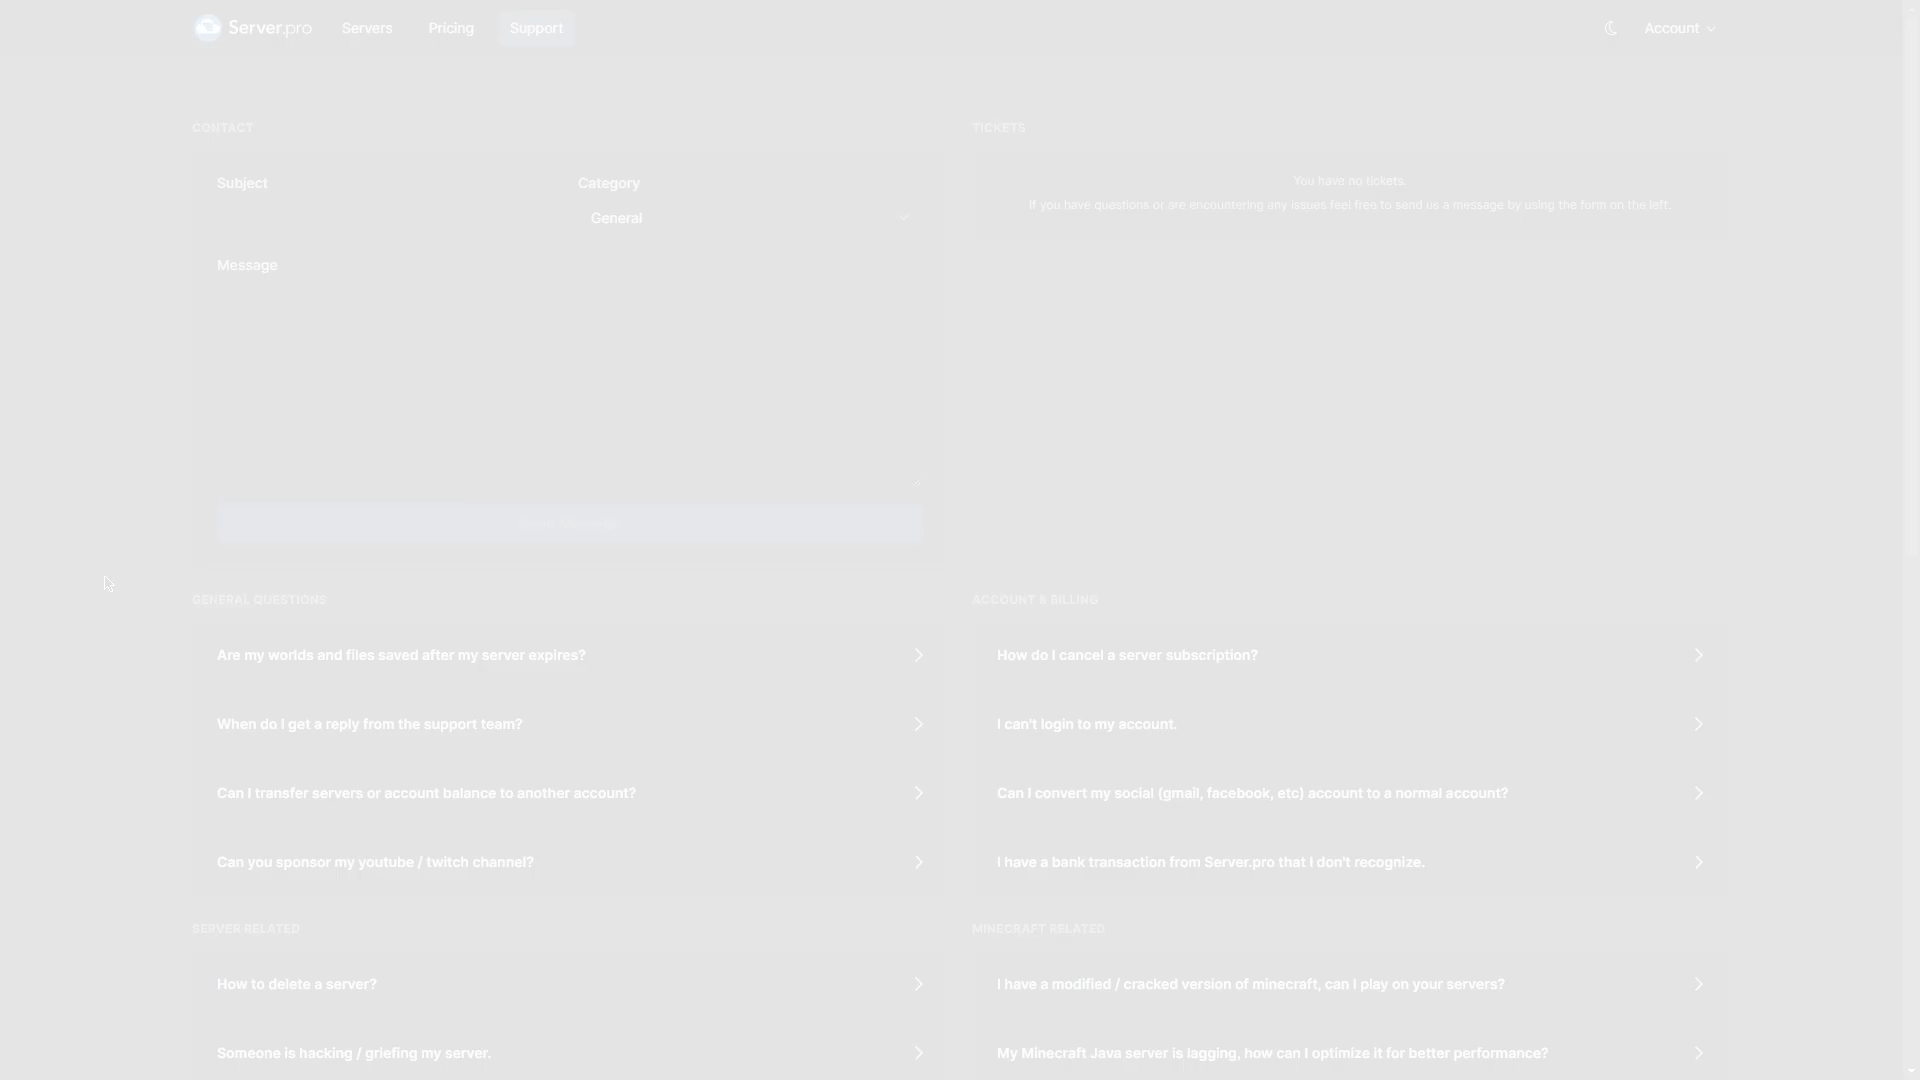 Server.pro
Servers
Pricing
Support
Account
CONTACT
Subject
Category
General
Message
TICKETS
You have no tickets.
If you have questions or are encountering any issues feel free to send us a message by using the form on the left.
GENERAL QUESTIONS
Are my worlds and files saved after my server expires?
When do I get a reply from the support team?
Can I transfer servers or account balance to another account?
Can you sponsor my youtube / twitch channel?
ACCOUNT & BILLING
How do I cancel a server subscription?
I can't login to my account.
Can I convert my social (gmail, facebook, etc) account to a normal account?
I have a bank transaction from Server.pro that I don't recognize.
SERVER RELATED
How to delete a server?
Someone is hacking / griefing my server.
MINECRAFT RELATED
I have a modified / cracked version of minecraft, can I play on your servers?
My Minecraft Java server is lagging, how can I optimize it for better performance?